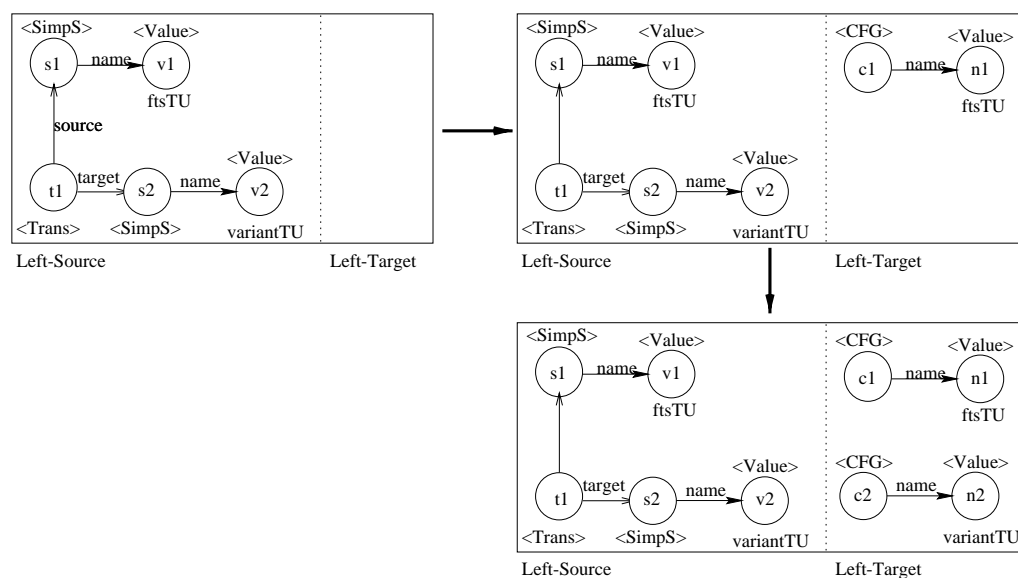 <SimpS>
<Value>
s1
name
v1
ftsTU
source
<Value>
t1
target
s2
name
v2
<Trans>
<SimpS>
variantTU
Left-Source
Left-Target
<SimpS>
<Value>
<CFG>
<Value>
s1
name
v1
c1
name
n1
ftsTU
ftsTU
<Value>
t1
target
s2
name
v2
<Trans>
<SimpS>
variantTU
Left-Source
Left-Target
<SimpS>
<Value>
<CFG>
<Value>
s1
name
v1
c1
name
n1
ftsTU
ftsTU
<Value>
<CFG>
<Value>
t1
target
s2
name
v2
c2
name
n2
<Trans>
<SimpS>
variantTU
variantTU
Left-Source
Left-Target